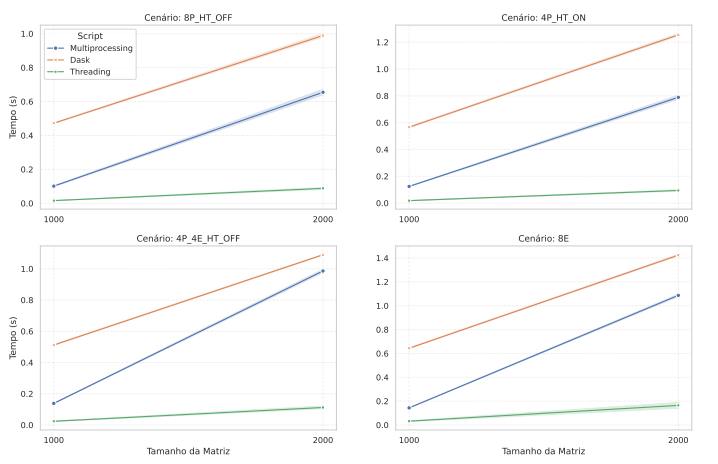 Cenário: 8P_HT_OFF
Tempo (s)
1.0
0.8
0.6
0.4
0.2
0.0
1000
2000
Script
Multiprocessing
Dask
Threading
Cenário: 4P_HT_ON
1.2
1.0
0.8
0.6
0.4
0.2
0.0
1000
2000
Cenário: 4P_4E_HT_OFF
Tempo (s)
1.0
0.8
0.6
0.4
0.2
0.0
1000
2000
Tamanho da Matriz
Cenário: 8E
1.4
1.2
1.0
0.8
0.6
0.4
0.2
0.0
1000
2000
Tamanho da Matriz